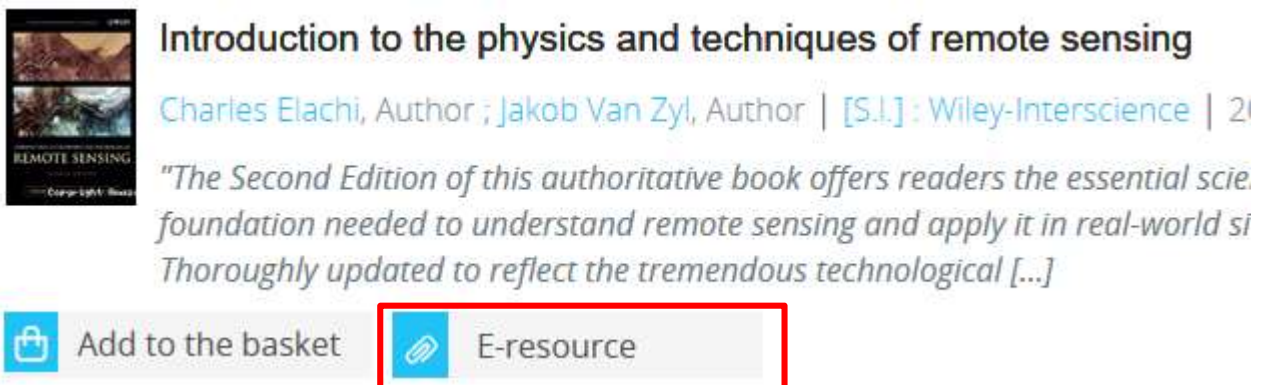 Introduction to the physics and techniques of remote sensing
Charles Elachi, Author ; Jakob Van Zyl, Author | [S.l.] : Wiley-Interscience |
REMOTE SENSING
"The Second Edition of this authoritative book offers readers the essential
foundation needed to understand remote sensing and apply it in real-world
Thoroughly updated to reflect the tremendous technological [...]
Add to the basket
E-resource